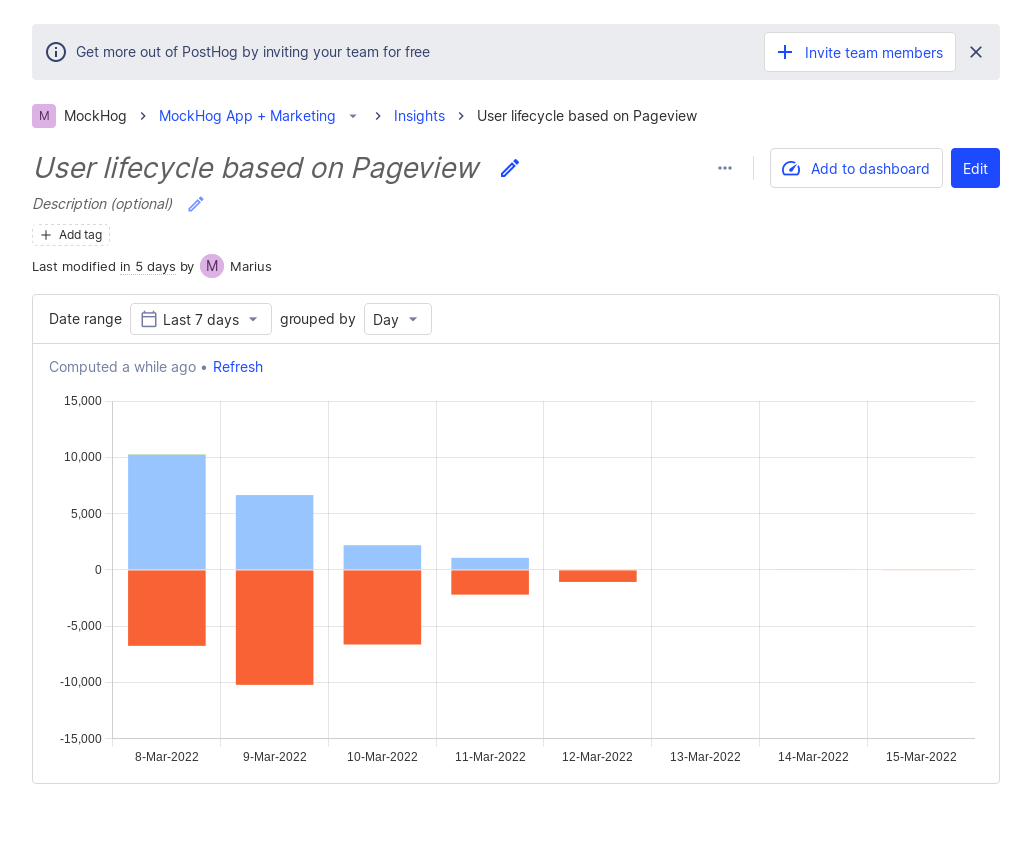 Get more out of PostHog by inviting your team for free
Invite team members
M MockHog > MockHog App + Marketing > Insights > User lifecycle based on Pageview
User lifecycle based on Pageview
Add to dashboard
Edit
Description (optional)
Add tag
Last modified in 5 days by M Marius
Date range Last 7 days grouped by Day
Computed a while ago • Refresh
15,000
10,000
5,000
0
-5,000
-10,000
-15,000
8-Mar-2022 9-Mar-2022 10-Mar-2022 11-Mar-2022 12-Mar-2022 13-Mar-2022 14-Mar-2022 15-Mar-2022